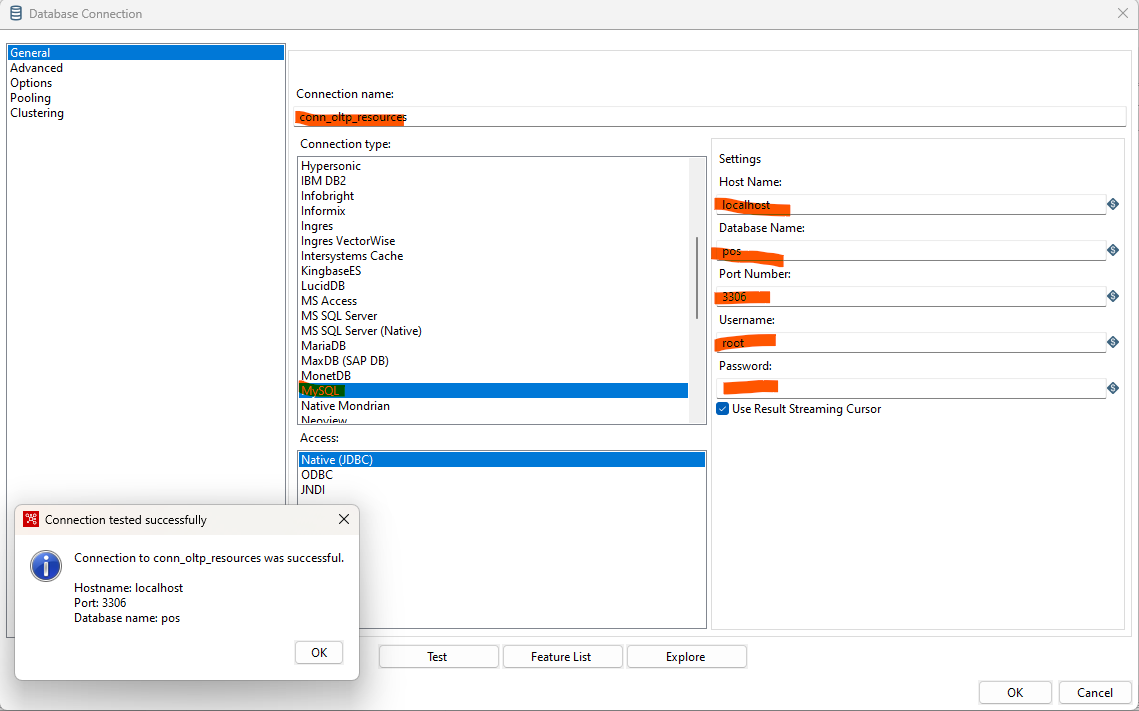 Database Connection
General
Advanced
Options
Pooling
Clustering
Connection name:
conn_oltp_resources
Connection type:
Hypersonic
IBM DB2
Infobright
Informix
Ingres
Ingres VectorWise
Intersystems Cache
KingbaseES
LucidDB
MS Access
MS SQL Server
MS SQL Server (Native)
MariaDB
MaxDB (SAP DB)
MonetDB
MySQL
Native Mondrian
Neoview
Access:
Native (JDBC)
ODBC
JNDI
Settings
Host Name:
localhost
Database Name:
pos
Port Number:
3306
Username:
root
Password:
Use Result Streaming Cursor
Connection tested successfully
Connection to conn_oltp_resources was successful.
Hostname: localhost
Port: 3306
Database name: pos
OK
Test
Feature List
Explore
OK
Cancel